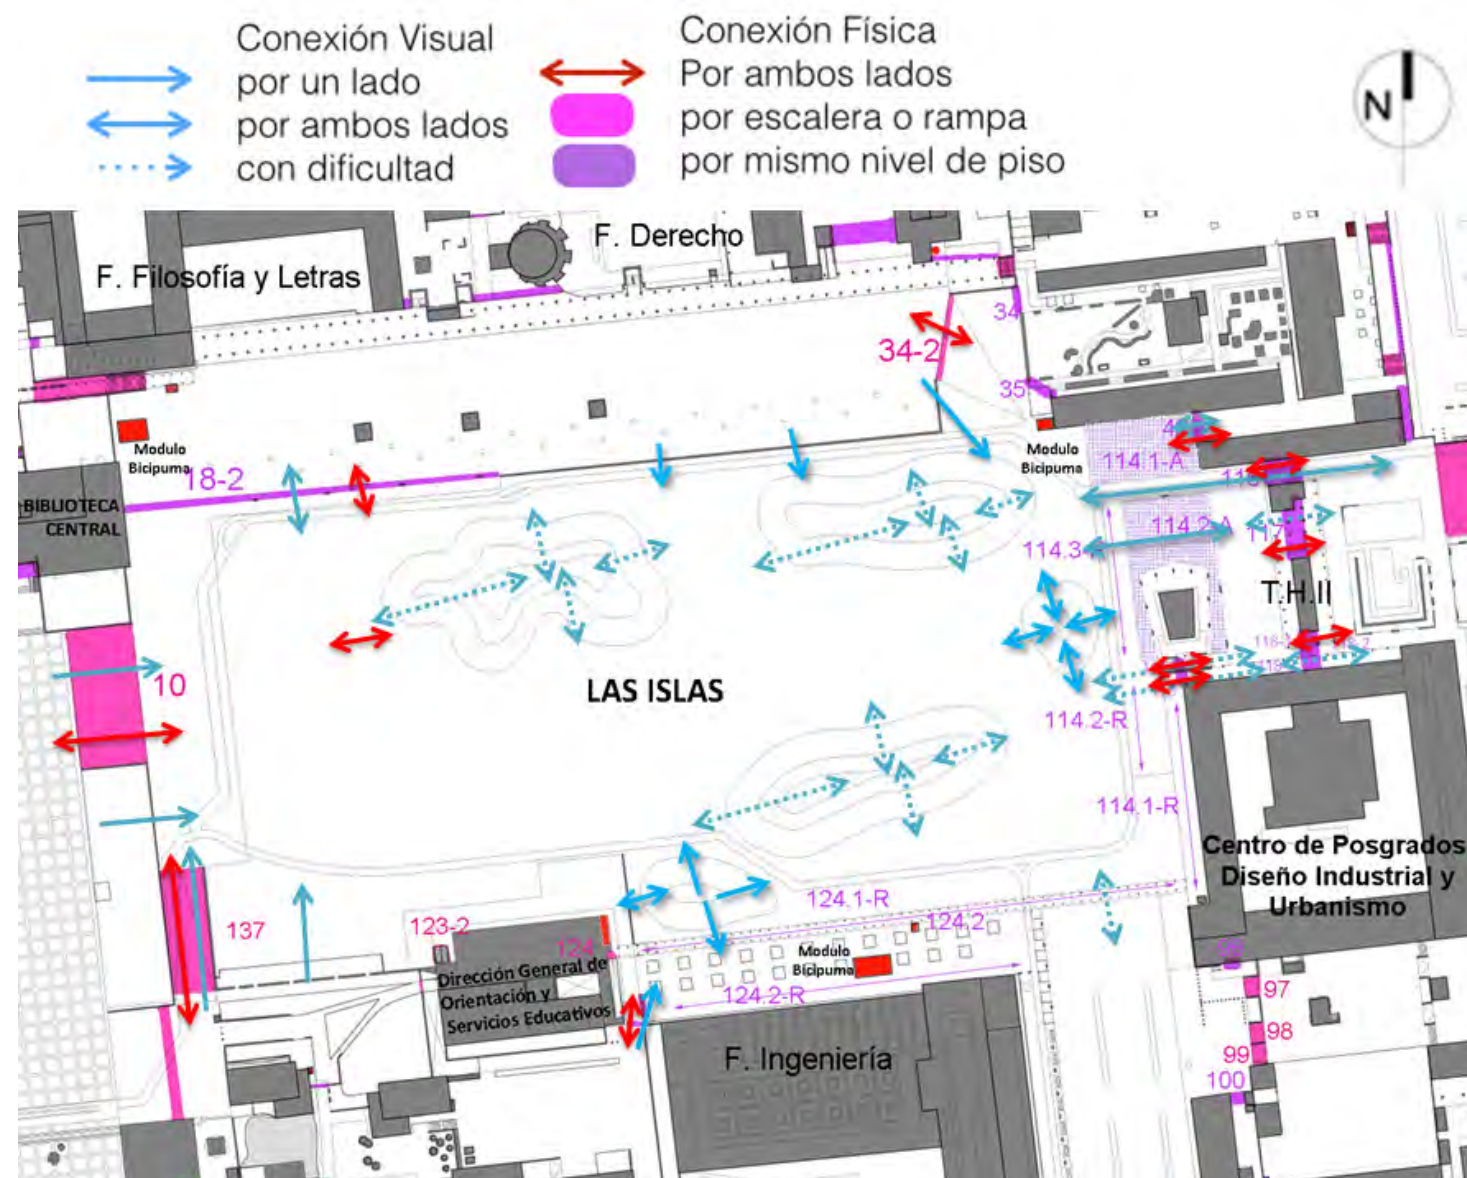 Conexión Visual
por un lado
por ambos lados
con dificultad
Conexión Física
Por ambos lados
por escalera o rampa
por mismo nivel de piso
N
F. Filosofía y Letras
F. Derecho
34
34-2
35
Modulo
Bicipuma
18-2
BIBLIOTECA
CENTRAL
Modulo
Bicipuma
114.1-A
114.2-A
117
114.3
T.H.II
10
LAS ISLAS
114.2-R
114.1-R
Centro de Posgrados
Diseño Industrial y
Urbanismo
137
123-2
124
124.1-R
124.2
Modulo
Bicipuma
124.2-R
Dirección General de
Orientación y
Servicios Educativos
F. Ingeniería
97
98
99
100